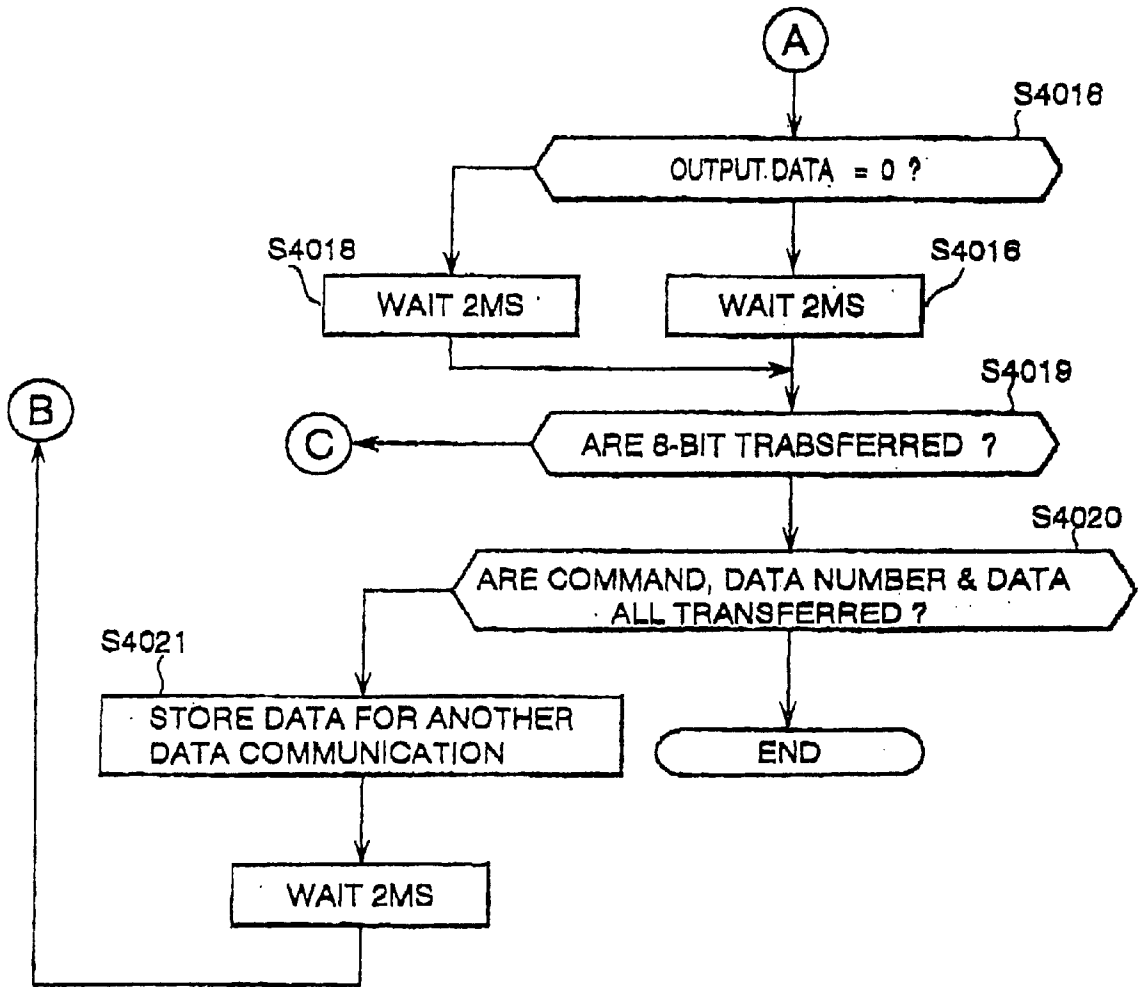 A
S4016
OUTPUT.DATA = 0 ?
S4018
S4016
WAIT 2MS
WAIT 2MS
S4019
B
C
ARE 8-BIT TRABSFERRED ?
S4020
ARE COMMAND, DATA NUMBER & DATA
ALL TRANSFERRED ?
S4021
STORE DATA FOR ANOTHER
DATA COMMUNICATION
END
WAIT 2MS